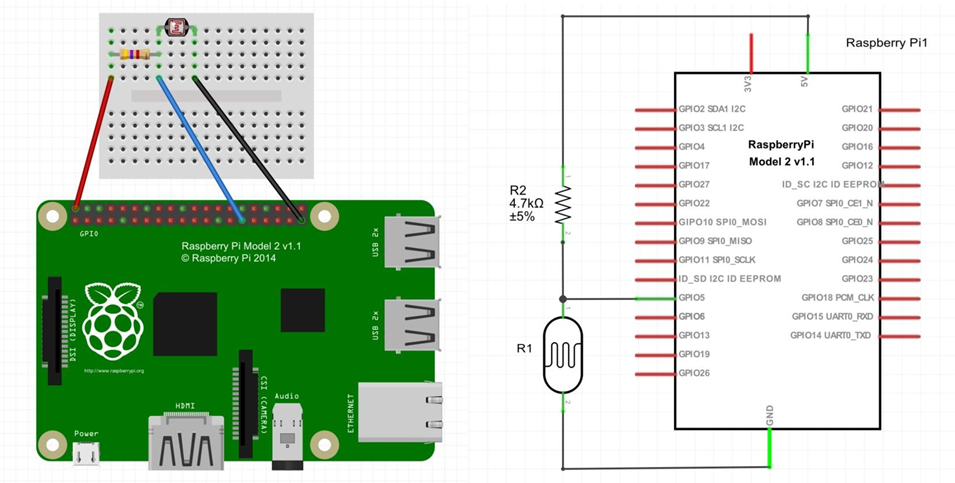 GPIO
Raspberry Pi Model 2 v1.1
© Raspberry Pi 2014
USB 2x
DSI (DISPLAY)
USB 2x
http://www.raspberrypi.org
CSI (CAMERA)
HDMI
Audio
ETHERNET
Power
Raspberry Pi1
3V3
5V
RaspberryPi
Model 2 v1.1
GPIO2 SDA1 I2C
GPIO3 SCL1 I2C
GPIO4
GPIO17
GPIO27
GPIO22
GIPO10 SPI0_MOSI
GPIO9 SPI0_MISO
GPIO11 SPI0_SCLK
ID_SD I2C ID EEPROM
GPIO5
GPIO6
GPIO13
GPIO19
GPIO26
GPIO21
GPIO20
GPIO16
GPIO12
ID_SC I2C ID EEPROM
GPIO7 SPI0_CE1_N
GPIO8 SPI0_CE0_N
GPIO25
GPIO24
GPIO23
GPIO18 PCM_CLK
GPIO15 UART0_RXD
GPIO14 UART0_TXD
GND
1
R2
4.7kΩ
±5%
2
1
R1
2